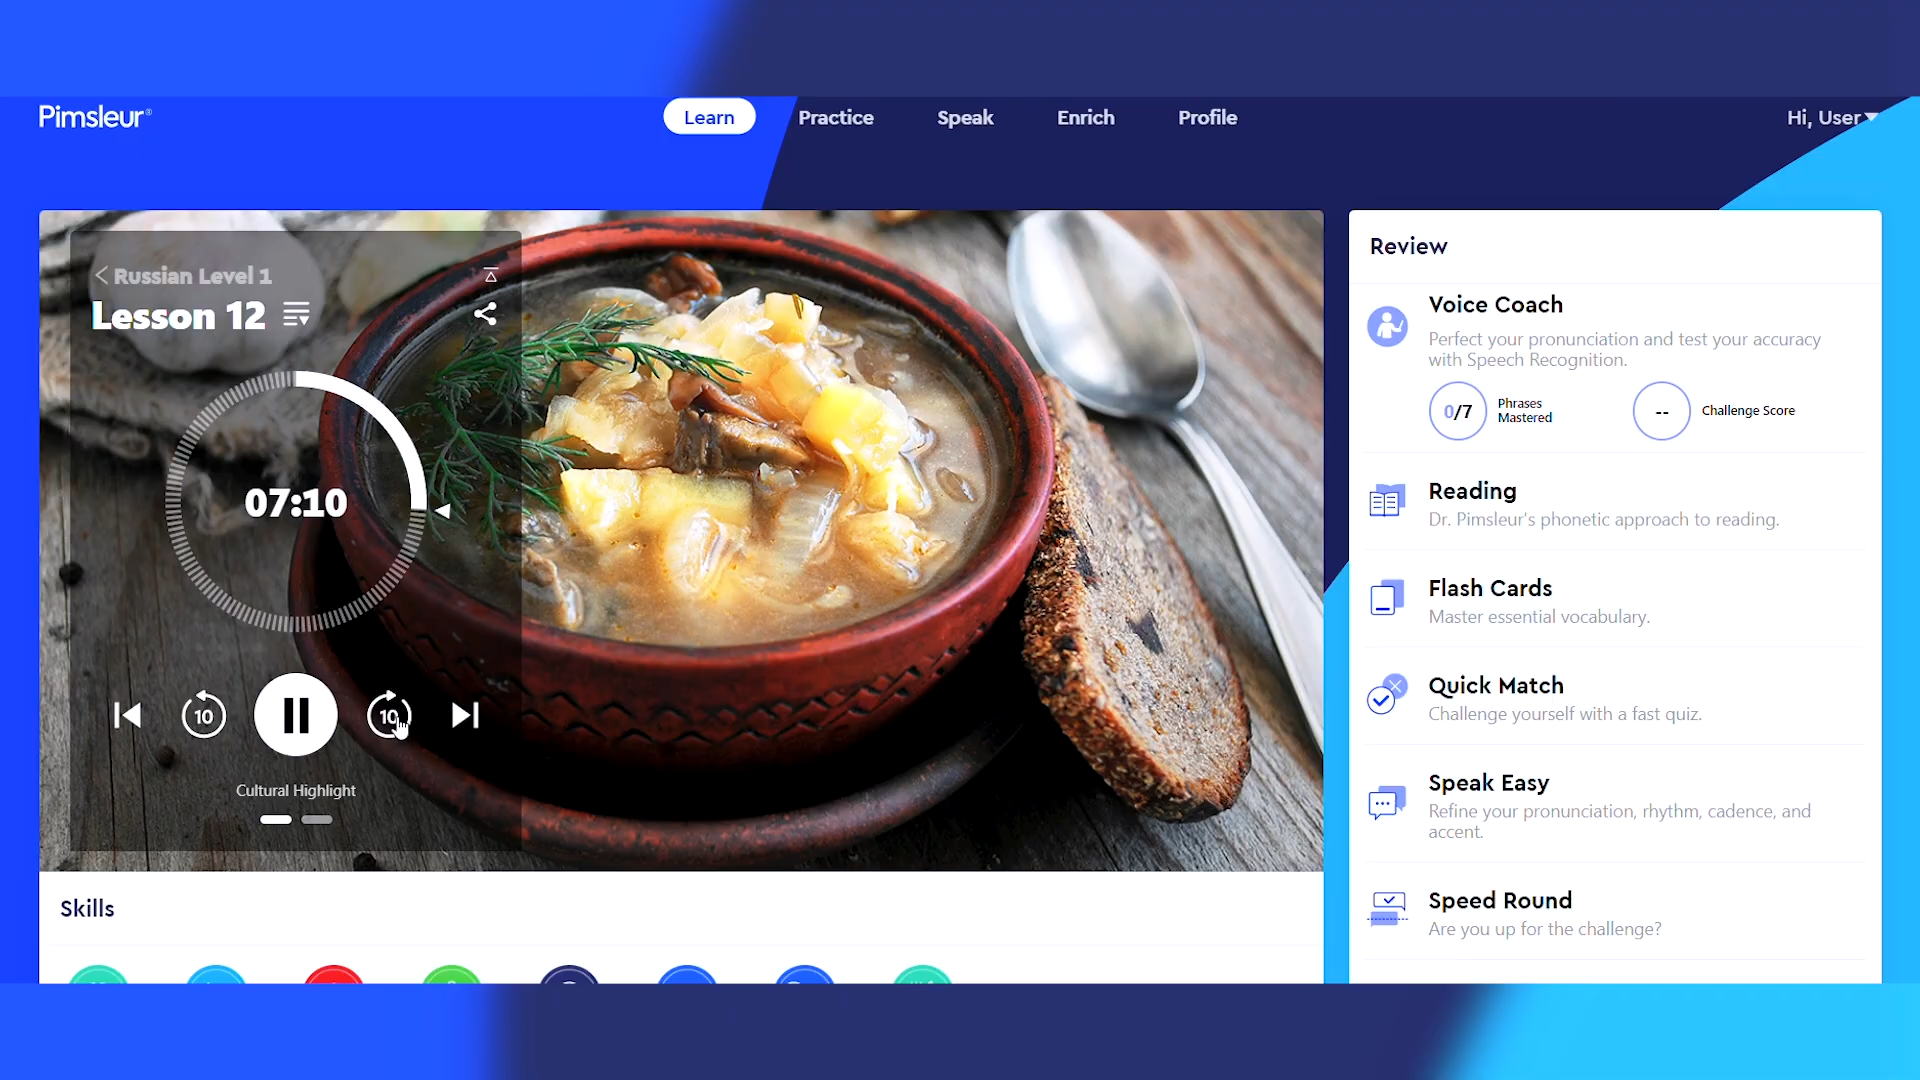 Pimsleur®
Learn
Practice
Speak
Enrich
Profile
Hi, User
Russian Level 1
Lesson 12
07:10
10
10
Cultural Highlight
Skills
Review
Voice Coach
Perfect your pronunciation and test your accuracy
with Speech Recognition.
0/7
Phrases
Mastered
--
Challenge Score
Reading
Dr. Pimsleur's phonetic approach to reading.
Flash Cards
Master essential vocabulary.
Quick Match
Challenge yourself with a fast quiz.
Speak Easy
Refine your pronunciation, rhythm, cadence, and
accent.
Speed Round
Are you up for the challenge?